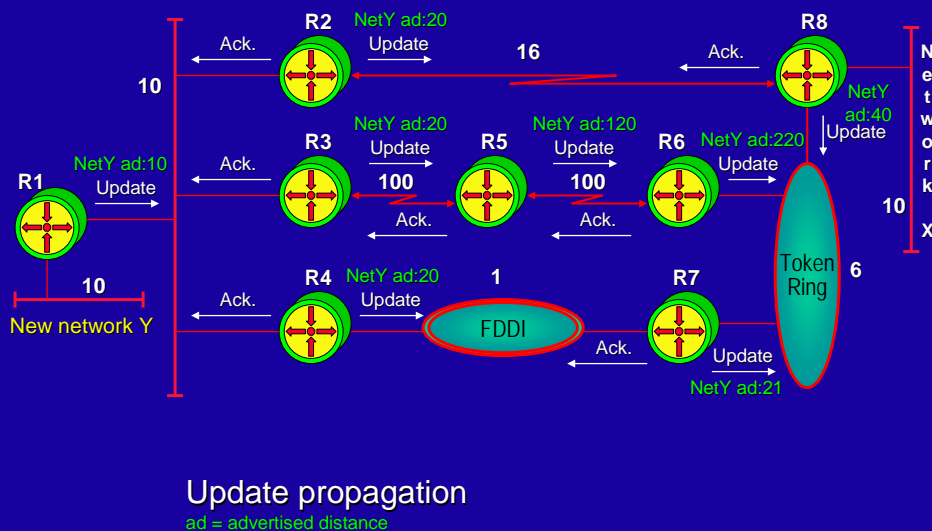 R2
NetY ad:20
R8
Ack.
Update
16
Ack.
10
NetY
ad:40
Update
Network X
R3
NetY ad:20
R5
NetY ad:120
R6
NetY ad:220
Ack.
Update
Update
Update
100
100
Ack.
Ack.
R1
NetY ad:10
Update
10
10
New network Y
R4
NetY ad:20
1
R7
Token
Ring
6
Ack.
Update
FDDI
Ack.
Update
NetY ad:21
Update propagation
ad = advertised distance